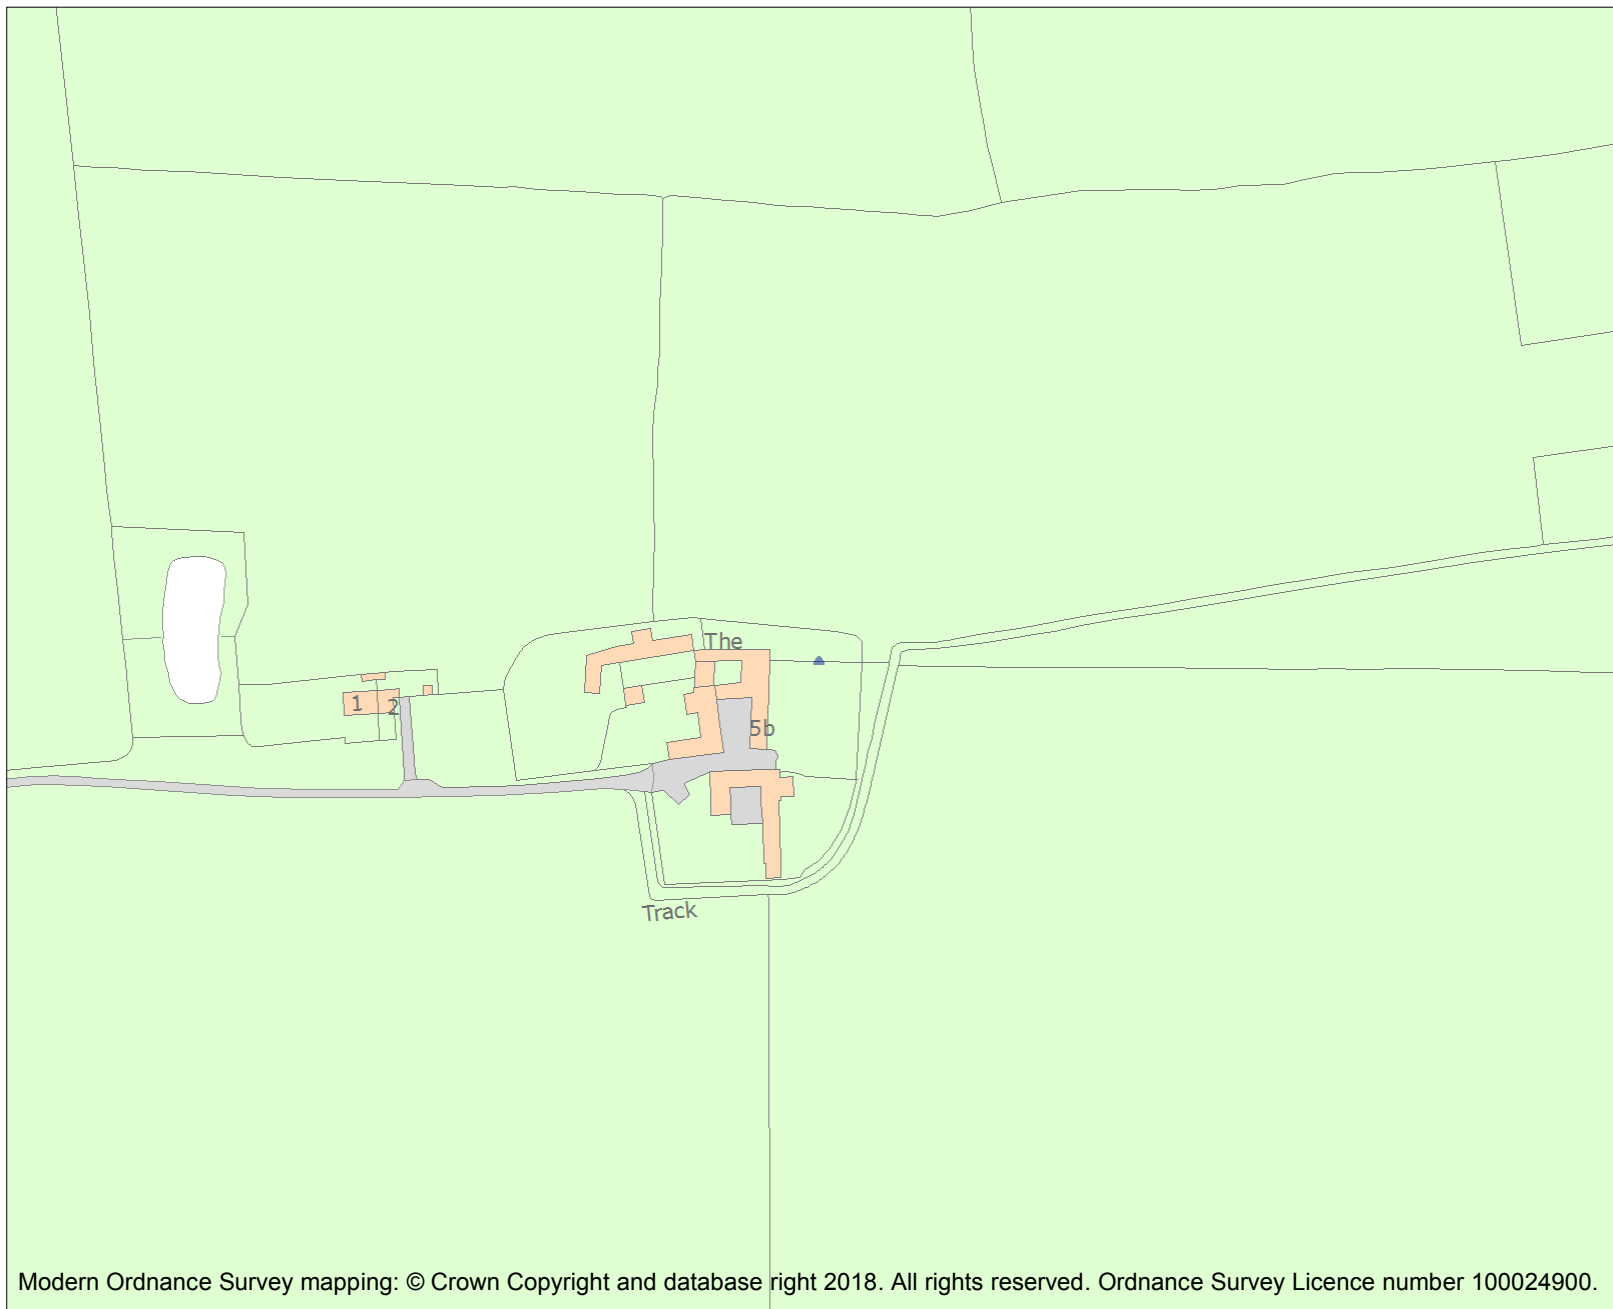 The
1
2
5b
Track
Modern Ordnance Survey mapping: © Crown Copyright and database right 2018. All rights reserved. Ordnance Survey Licence number 100024900.